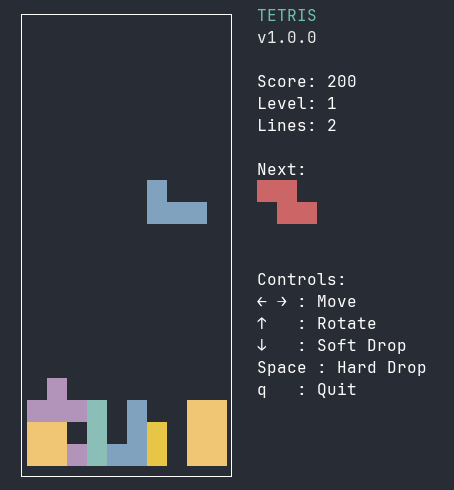 TETRIS
v1.0.0
Score: 200
Level: 1
Lines: 2
Next:
Controls:
← → : Move
↑ : Rotate
↓ : Soft Drop
Space : Hard Drop
q : Quit